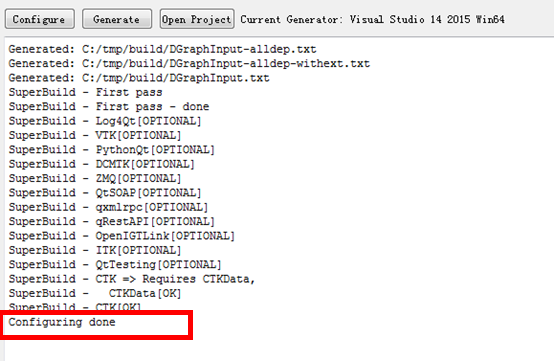 Configure Generate Open Project Current Generator: Visual Studio 14 2015 Win64
Generated: C:/tmp/build/DGraphInput-alldep.txt
Generated: C:/tmp/build/DGraphInput-alldep-withext.txt
Generated: C:/tmp/build/DGraphInput.txt
SuperBuild - First pass
SuperBuild - First pass - done
SuperBuild - Log4Qt[OPTIONAL]
SuperBuild - VTK[OPTIONAL]
SuperBuild - PythonQt[OPTIONAL]
SuperBuild - DCMTK[OPTIONAL]
SuperBuild - ZMQ[OPTIONAL]
SuperBuild - QtSOAP[OPTIONAL]
SuperBuild - qxmlrpc[OPTIONAL]
SuperBuild - qRestAPI[OPTIONAL]
SuperBuild - OpenIGTLink[OPTIONAL]
SuperBuild - ITK[OPTIONAL]
SuperBuild - QtTesting[OPTIONAL]
SuperBuild - CTK => Requires CTKData,
SuperBuild -   CTKData[OK]
SuperBuild - CTK[OK]
Configuring done